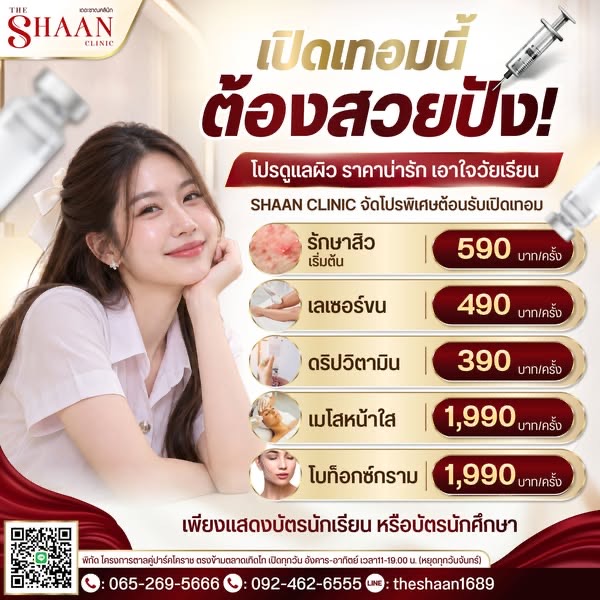 THE
SHAAN
CLINIC
เดอะชาณคลินิก
เปิดเทอมนี้
ต้องสวยปัง!
โปรดูแลผิว ราคาน่ารัก เอาใจวัยเรียน
SHAAN CLINIC จัดโปรพิเศษต้อนรับเปิดเทอม
รักษาสิว
เริ่มต้น
590 บาท/ครั้ง
เลเซอร์ขน
490 บาท/ครั้ง
ดริปวิตามิน
390 บาท/ครั้ง
เมโสหน้าใส
1,990 บาท/ครั้ง
โบท็อกซ์กราม
1,990 บาท/ครั้ง
เพียงแสดงบัตรนักเรียน หรือบัตรนักศึกษา
พิกัด โครงการตาลคู่ปาร์คโคราช ตรงข้ามตลาดเทิดไท เปิดทุกวัน อังคาร-อาทิตย์ เวลา11-19.00 น. (หยุดทุกวันจันทร์)
: 065-269-5666 : 092-462-6555 LINE : theshaan1689